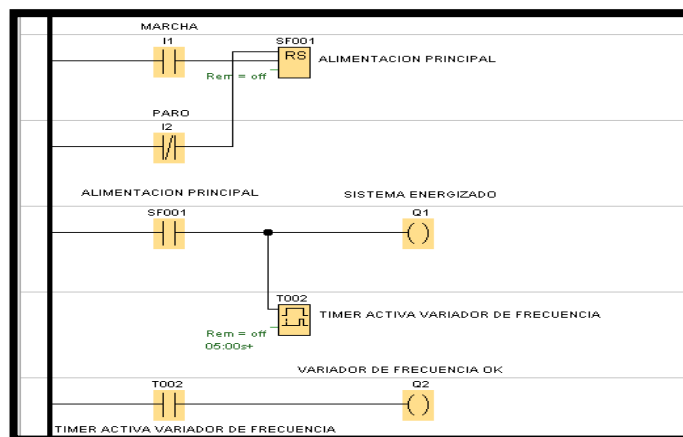 MARCHA
I1
SF001
RS
Rem = off
ALIMENTACION PRINCIPAL
PARO
I2
ALIMENTACION PRINCIPAL
SISTEMA ENERGIZADO
SF001
Q1
T002
TIMER ACTIVA VARIADOR DE FRECUENCIA
Rem = off
05:00s+
VARIADOR DE FRECUENCIA OK
T002
Q2
TIMER ACTIVA VARIADOR DE FRECUENCIA